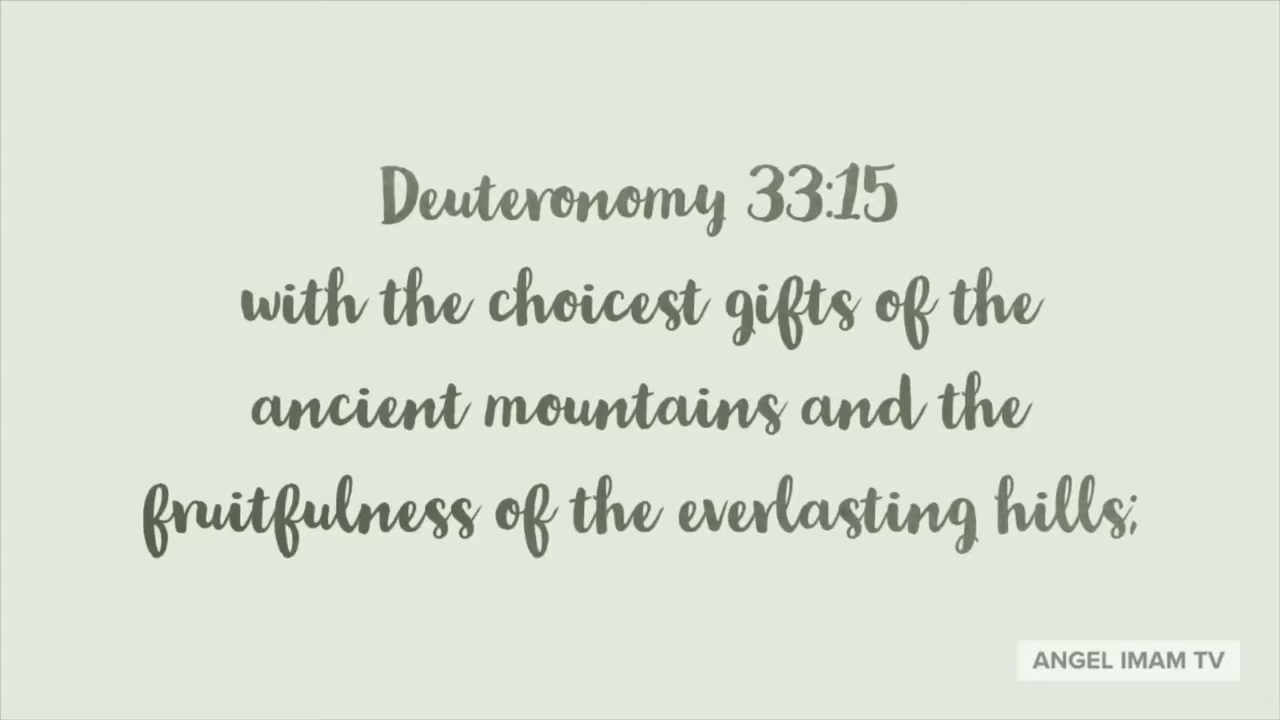 Deuteronomy 33:15
with the choicest gifts of the
ancient mountains and the
fruitfulness of the everlasting hills;
ANGEL IMAM TV